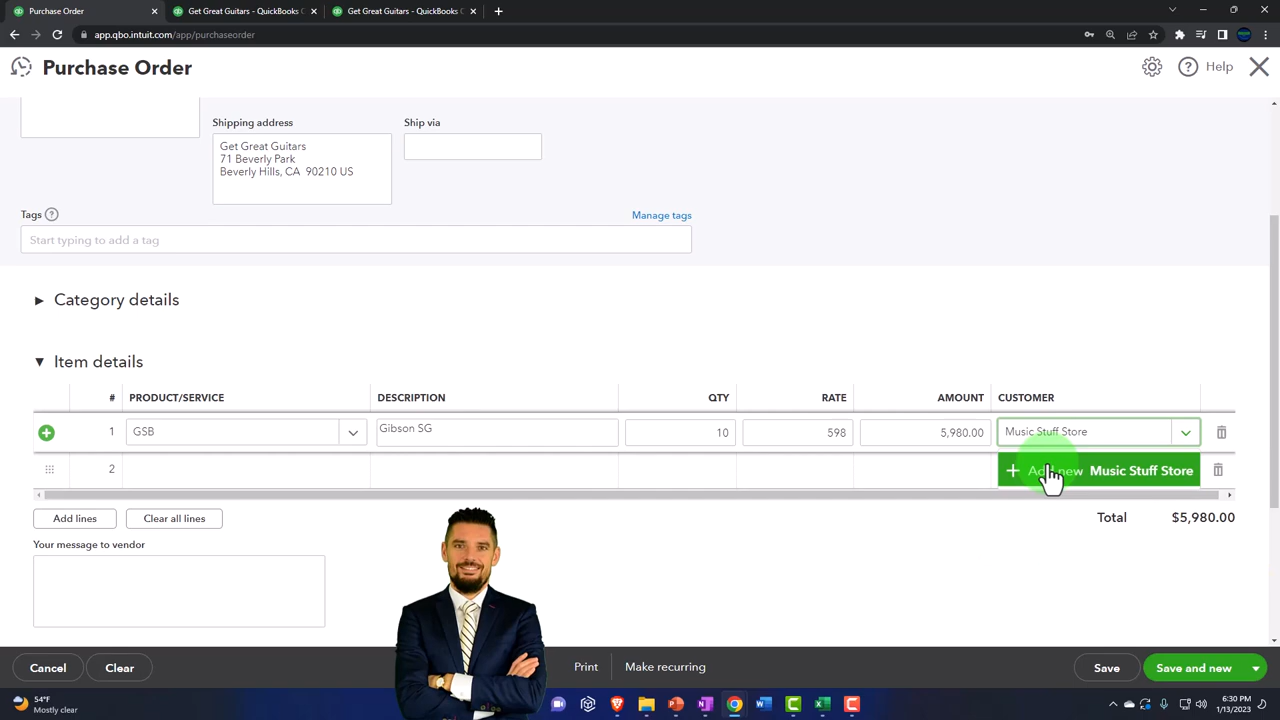 Purchase Order
Get Great Guitars - QuickBooks C
Get Great Guitars - QuickBooks C
app.qbo.intuit.com/app/purchaseorder
Purchase Order
Help
Shipping address
Ship via
Get Great Guitars
71 Beverly Park
Beverly Hills, CA 90210 US
Tags
Manage tags
Start typing to add a tag
Category details
Item details
# PRODUCT/SERVICE DESCRIPTION QTY RATE AMOUNT CUSTOMER
1 GSB Gibson SG 10 598 5,980.00 Music Stuff Store
2
+ Add new Music Stuff Store
Add lines
Clear all lines
Total $5,980.00
Your message to vendor
Cancel
Clear
Print
Make recurring
Save
Save and new
54°F
Mostly clear
6:30 PM
1/13/2023